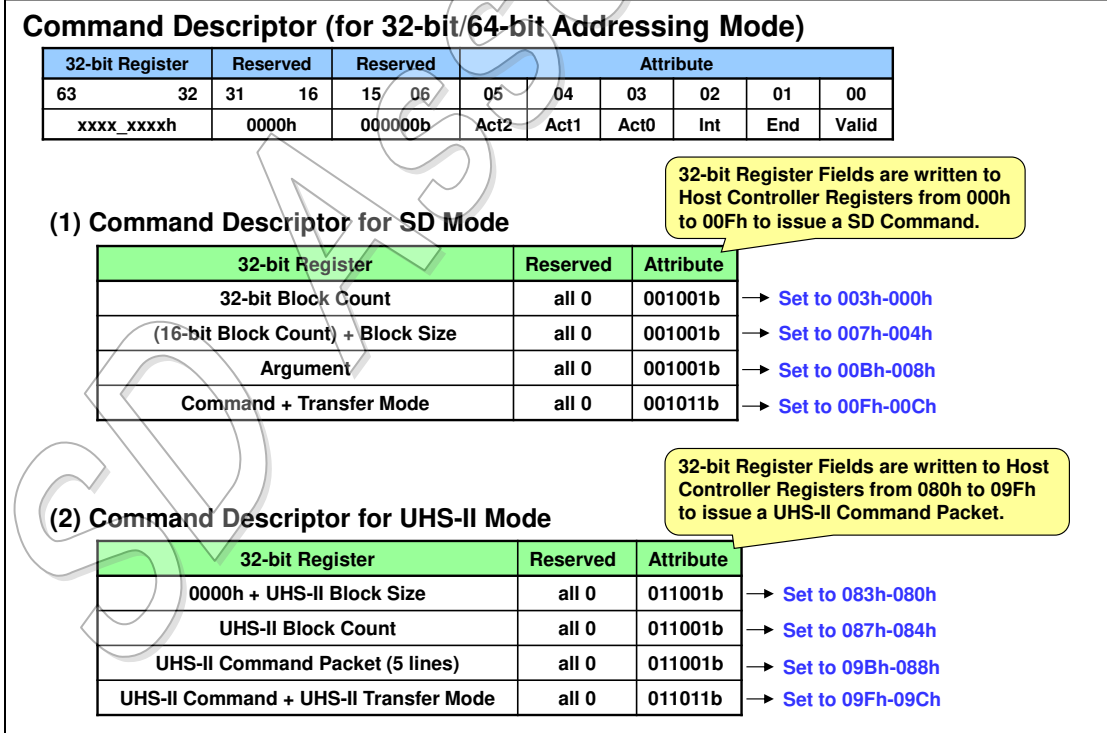 Command Descriptor (for 32-bit/64-bit Addressing Mode)
32-bit Register Reserved Reserved Attribute
63 32 31 16 15 06 05 04 03 02 01 00
xxxx_xxxxh 0000h 000000b Act2 Act1 Act0 Int End Valid
32-bit Register Fields are written to
Host Controller Registers from 000h
to 00Fh to issue a SD Command.
(1) Command Descriptor for SD Mode
32-bit Register Reserved Attribute
32-bit Block Count all 0 001001b Set to 003h-000h
(16-bit Block Count) + Block Size all 0 001001b Set to 007h-004h
Argument all 0 001001b Set to 00Bh-008h
Command + Transfer Mode all 0 001011b Set to 00Fh-00Ch
32-bit Register Fields are written to Host
Controller Registers from 080h to 09Fh
to issue a UHS-II Command Packet.
(2) Command Descriptor for UHS-II Mode
32-bit Register Reserved Attribute
0000h + UHS-II Block Size all 0 011001b Set to 083h-080h
UHS-II Block Count all 0 011001b Set to 087h-084h
UHS-II Command Packet (5 lines) all 0 011001b Set to 09Bh-088h
UHS-II Command + UHS-II Transfer Mode all 0 011011b Set to 09Fh-09Ch
SD Asso